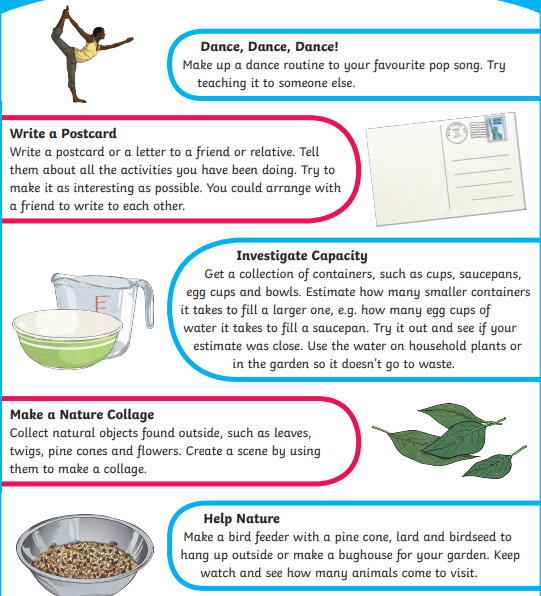 Dance, Dance, Dance!
Make up a dance routine to your favourite pop song. Try
teaching it to someone else.
Write a Postcard
Write a postcard or a letter to a friend or relative. Tell
them about all the activities you have been doing. Try to
make it as interesting as possible. You could arrange with
a friend to write to each other.
Investigate Capacity
Get a collection of containers, such as cups, saucepans,
egg cups and bowls. Estimate how many smaller containers
it takes to fill a larger one, e.g. how many egg cups of
water it takes to fill a saucepan. Try it out and see if your
estimate was close. Use the water on household plants or
in the garden so it doesn't go to waste.
Make a Nature Collage
Collect natural objects found outside, such as leaves,
twigs, pine cones and flowers. Create a scene by using
them to make a collage.
Help Nature
Make a bird feeder with a pine cone, lard and birdseed to
hang up outside or make a bughouse for your garden. Keep
watch and see how many animals come to visit.